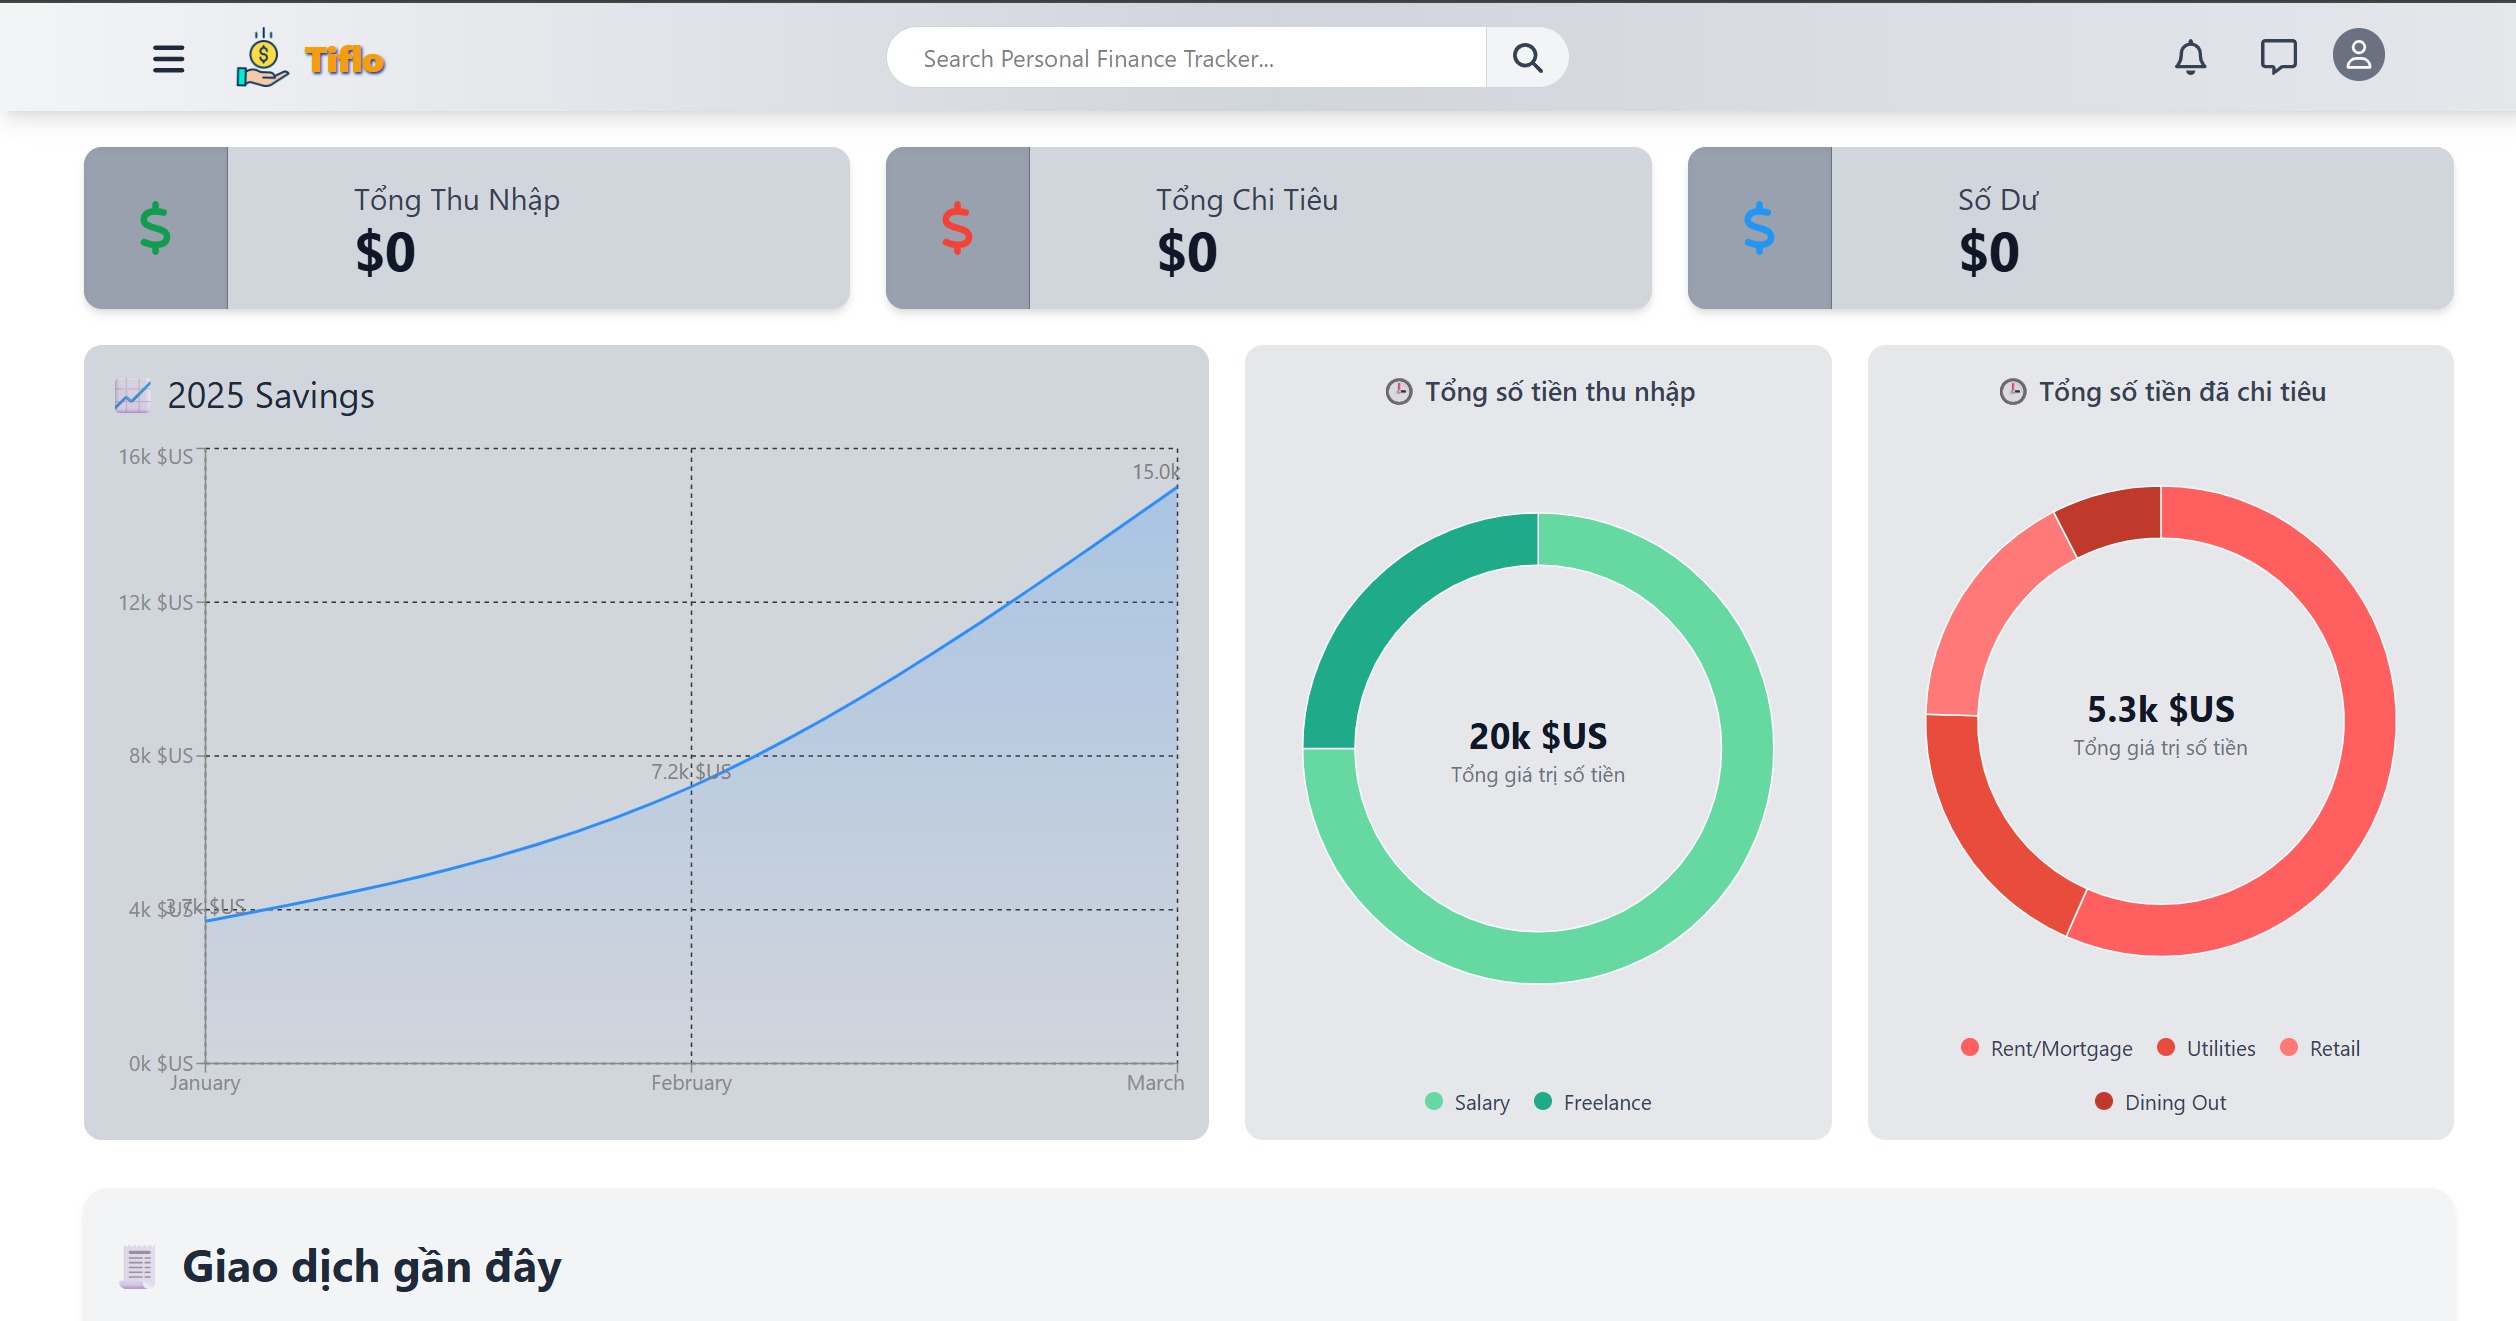 Tiflo
Search Personal Finance Tracker...
Tổng Thu Nhập
$0
Tổng Chi Tiêu
$0
Số Dư
$0
2025 Savings
16k $US
12k $US
8k $US
4k $US
0k $US
3.7k $US
7.2k $US
15.0k
January
February
March
Tổng số tiền thu nhập
20k $US
Tổng giá trị số tiền
Salary
Freelance
Tổng số tiền đã chi tiêu
5.3k $US
Tổng giá trị số tiền
Rent/Mortgage
Utilities
Retail
Dining Out
Giao dịch gần đây